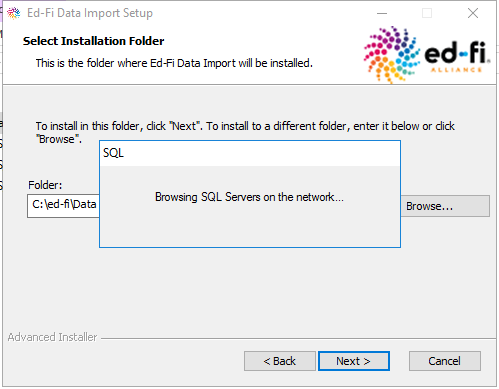 Ed-Fi Data Import Setup
Select Installation Folder
This is the folder where Ed-Fi Data Import will be installed.
ed-fi
ALLIANCE
To install in this folder, click "Next". To install to a different folder, enter it below or click
"Browse".
SQL
Browsing SQL Servers on the network...
Folder:
C:\ed-fi\Data
Browse...
Advanced Installer
< Back
Next >
Cancel